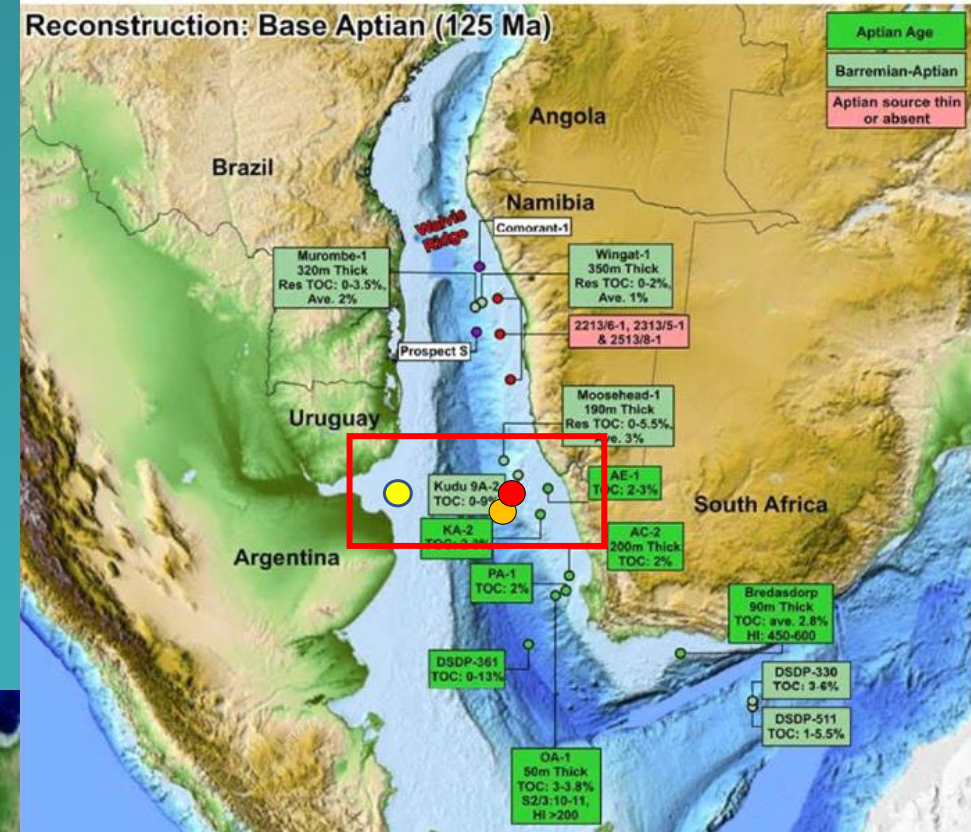 Reconstruction: Base Aptian (125 Ma)
Aptian Age
Barremian-Aptian
Aptian source thin
or absent
Angola
Brazil
Namibia
Walvis
Ridge
Comorant-1
Murombe-1
320m Thick
Res TOC: 0-3.5%,
Ave. 2%
Wingat-1
350m Thick
Res TOC: 0-2%,
Ave. 1%
2213/6-1, 2313/5-1
& 2513/8-1
Prospect S
Moosehead-1
190m Thick
Res TOC: 0-5.5%,
Ave. 3%
Uruguay
Kudu 9A-2
TOC: 0-9%
AE-1
TOC: 2-3%
South Africa
KA-2
Argentina
AC-2
200m Thick
TOC: 2%
PA-1
TOC: 2%
Bredasdorp
90m Thick
TOC: ave. 2.8%
HI: 450-600
DSDP-361
TOC: 0-13%
DSDP-330
TOC: 3-6%
DSDP-511
TOC: 1-5.5%
OA-1
50m Thick
TOC: 3-3.8%
S2/3:10-11,
HI >200